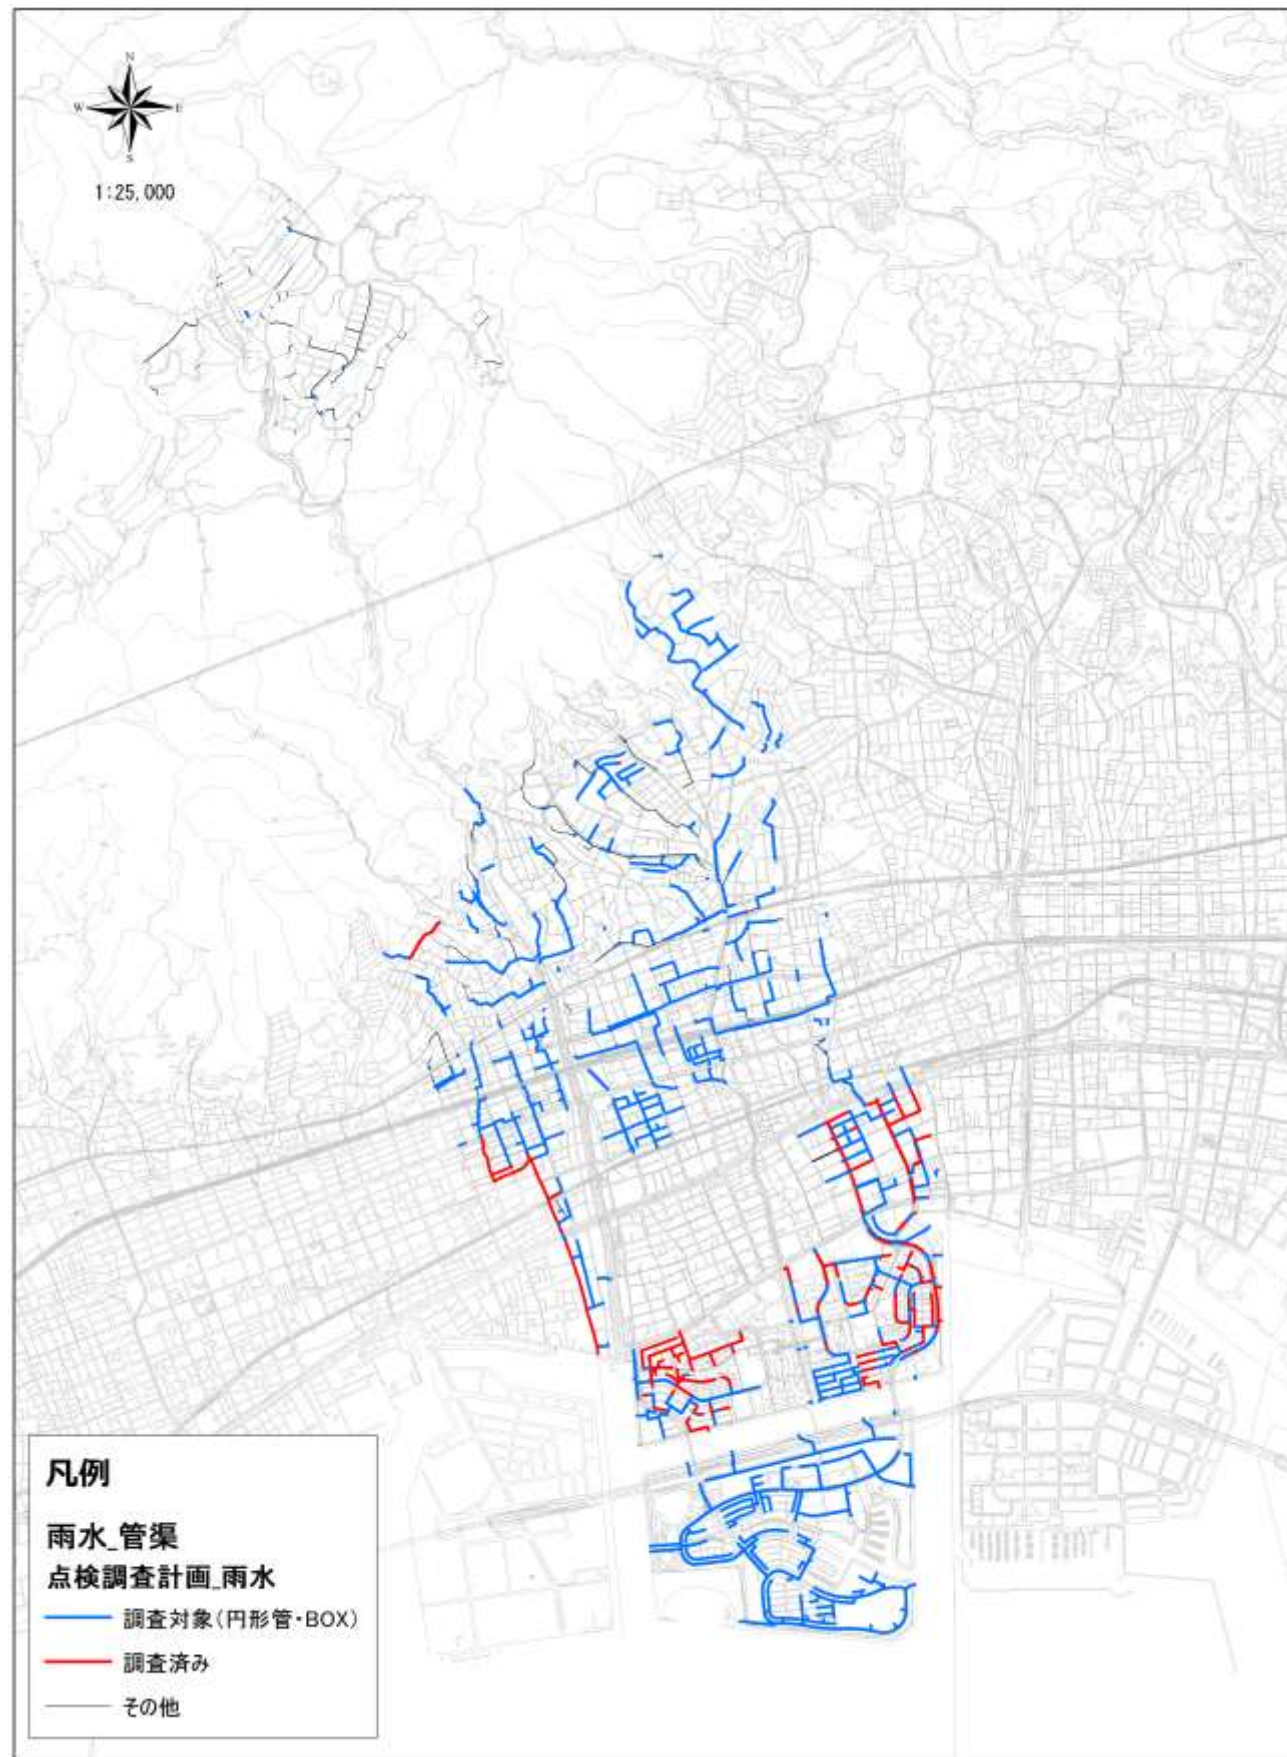 N
W
E
S
1:25,000
凡例
雨水_管渠
点検調査計画_雨水
調査対象(円形管・BOX)
調査済み
その他